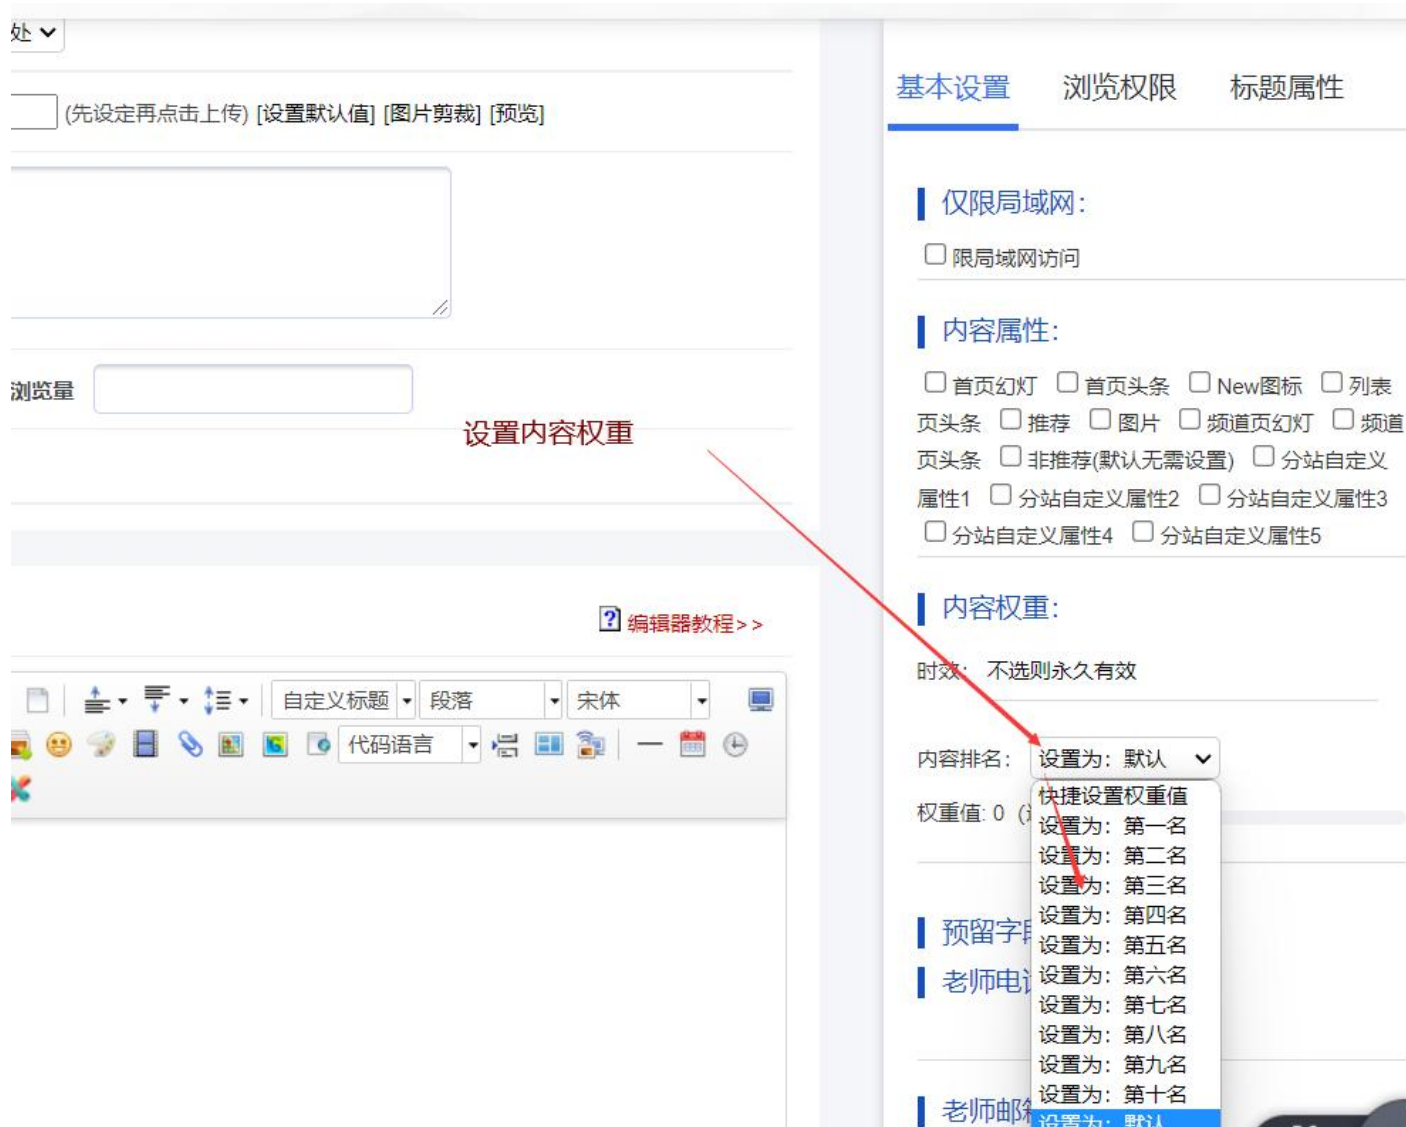 处
(先设定再点击上传) [设置默认值] [图片剪裁] [预览]
浏览量
设置内容权重
编辑器教程>>
自定义标题 段落 宋体
代码语言
基本设置 浏览权限 标题属性
仅限局域网：
限局域网访问
内容属性：
首页幻灯 首页头条 New图标 列表
页头条 推荐 图片 频道页幻灯 频道
页头条 非推荐(默认无需设置) 分站自定义
属性1 分站自定义属性2 分站自定义属性3
分站自定义属性4 分站自定义属性5
内容权重：
时效： 不选则永久有效
内容排名： 设置为：默认
快捷设置权重值
权重值: 0 (
设置为：第一名
设置为：第二名
设置为：第三名
设置为：第四名
预留字
设置为：第五名
老师电
设置为：第六名
设置为：第七名
设置为：第八名
设置为：第九名
设置为：第十名
老师邮
设置为：默认